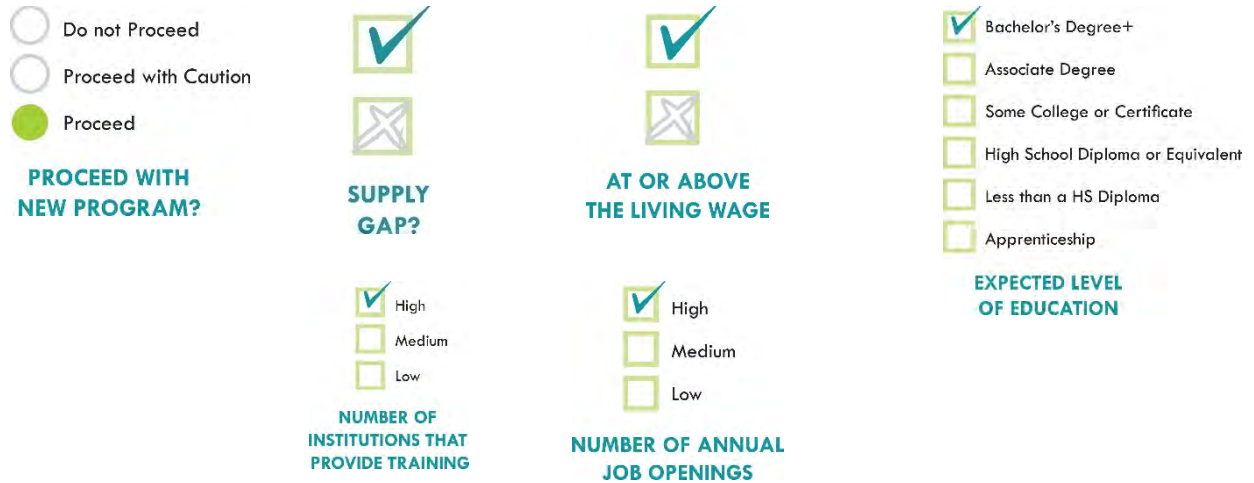 Do not Proceed
Proceed with Caution
Proceed
PROCEED WITH
NEW PROGRAM?
SUPPLY
GAP?
AT OR ABOVE
THE LIVING WAGE
Bachelor's Degree+
Associate Degree
Some College or Certificate
High School Diploma or Equivalent
Less than a HS Diploma
Apprenticeship
EXPECTED LEVEL
OF EDUCATION
High
Medium
Low
NUMBER OF
INSTITUTIONS THAT
PROVIDE TRAINING
High
Medium
Low
NUMBER OF ANNUAL
JOB OPENINGS